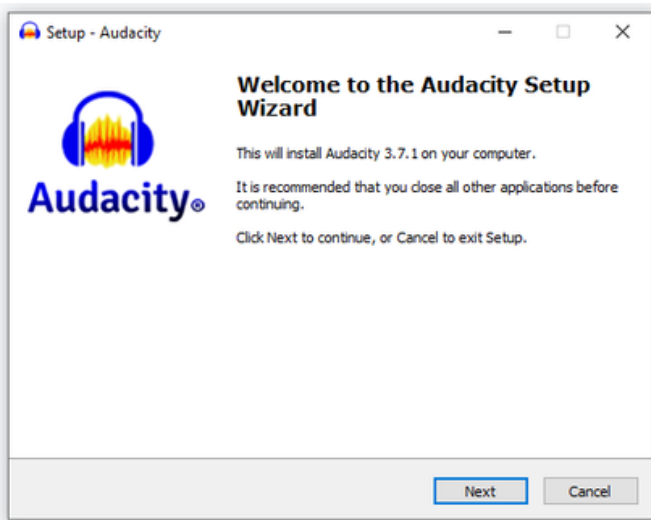 Setup - Audacity
Audacity®
Welcome to the Audacity Setup
Wizard
This will install Audacity 3.7.1 on your computer.
It is recommended that you close all other applications before
continuing.
Click Next to continue, or Cancel to exit Setup.
Next
Cancel